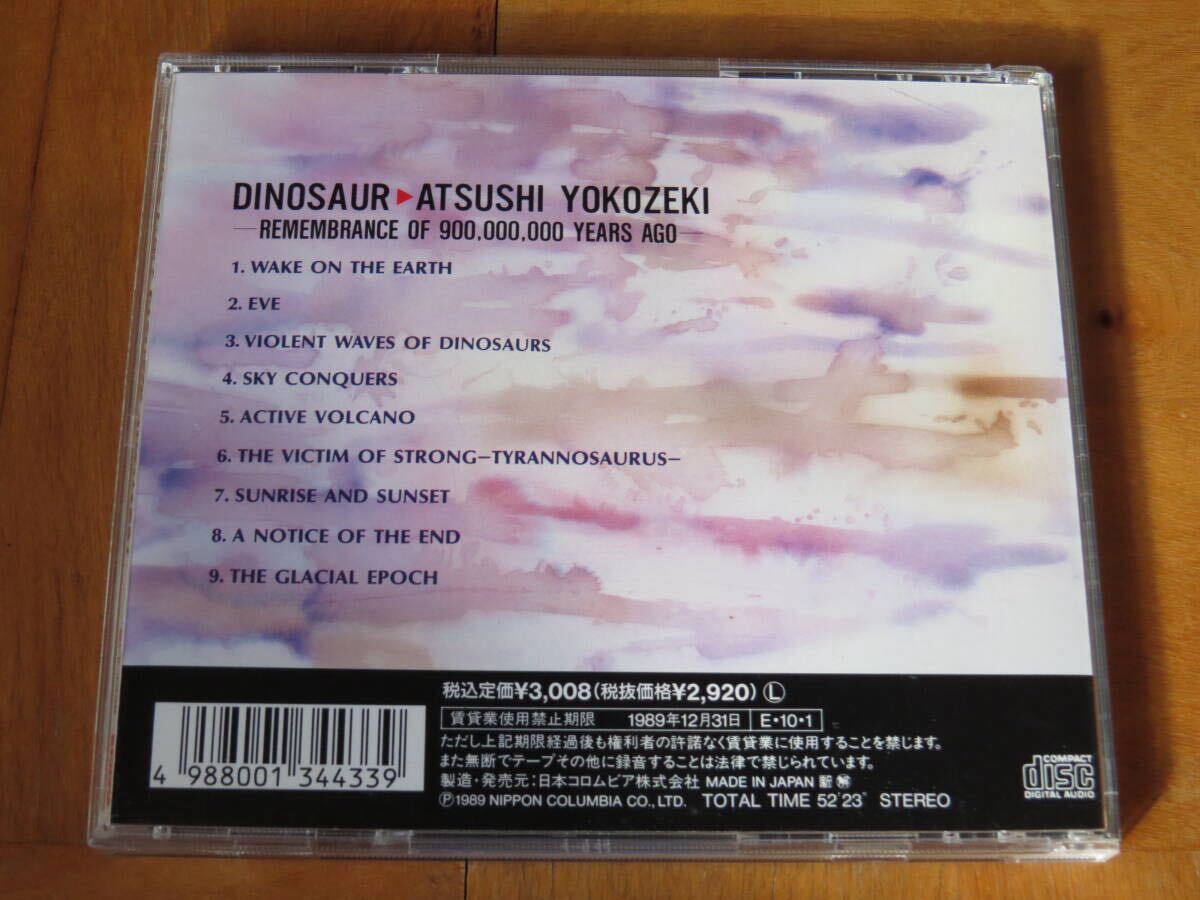 DINOSAUR▶ATSUSHI YOKOZEKI
—REMEMBRANCE OF 900,000,000 YEARS AGO—
1. WAKE ON THE EARTH
2. EVE
3. VIOLENT WAVES OF DINOSAURS
4. SKY CONQUERS
5. ACTIVE VOLCANO
6. THE VICTIM OF STRONG—TYRANNOSAURUS—
7. SUNRISE AND SUNSET
8. A NOTICE OF THE END
9. THE GLACIAL EPOCH
税込定価¥3,008(税抜価格¥2,920) Ⓛ
賃貸業使用禁止期限 1989年12月31日 E・10・1
ただし上記期限経過後も権利者の許諾なく賃貸業に使用することを禁じます。
また無断でテープその他に録音することは法律で禁じられています。
製造・発売元:日本コロムビア株式会社 MADE IN JAPAN
Ⓟ1989 NIPPON COLUMBIA CO., LTD. TOTAL TIME 52'23" STEREO
4 988001 344339
COMPACT
disc
DIGITAL AUDIO